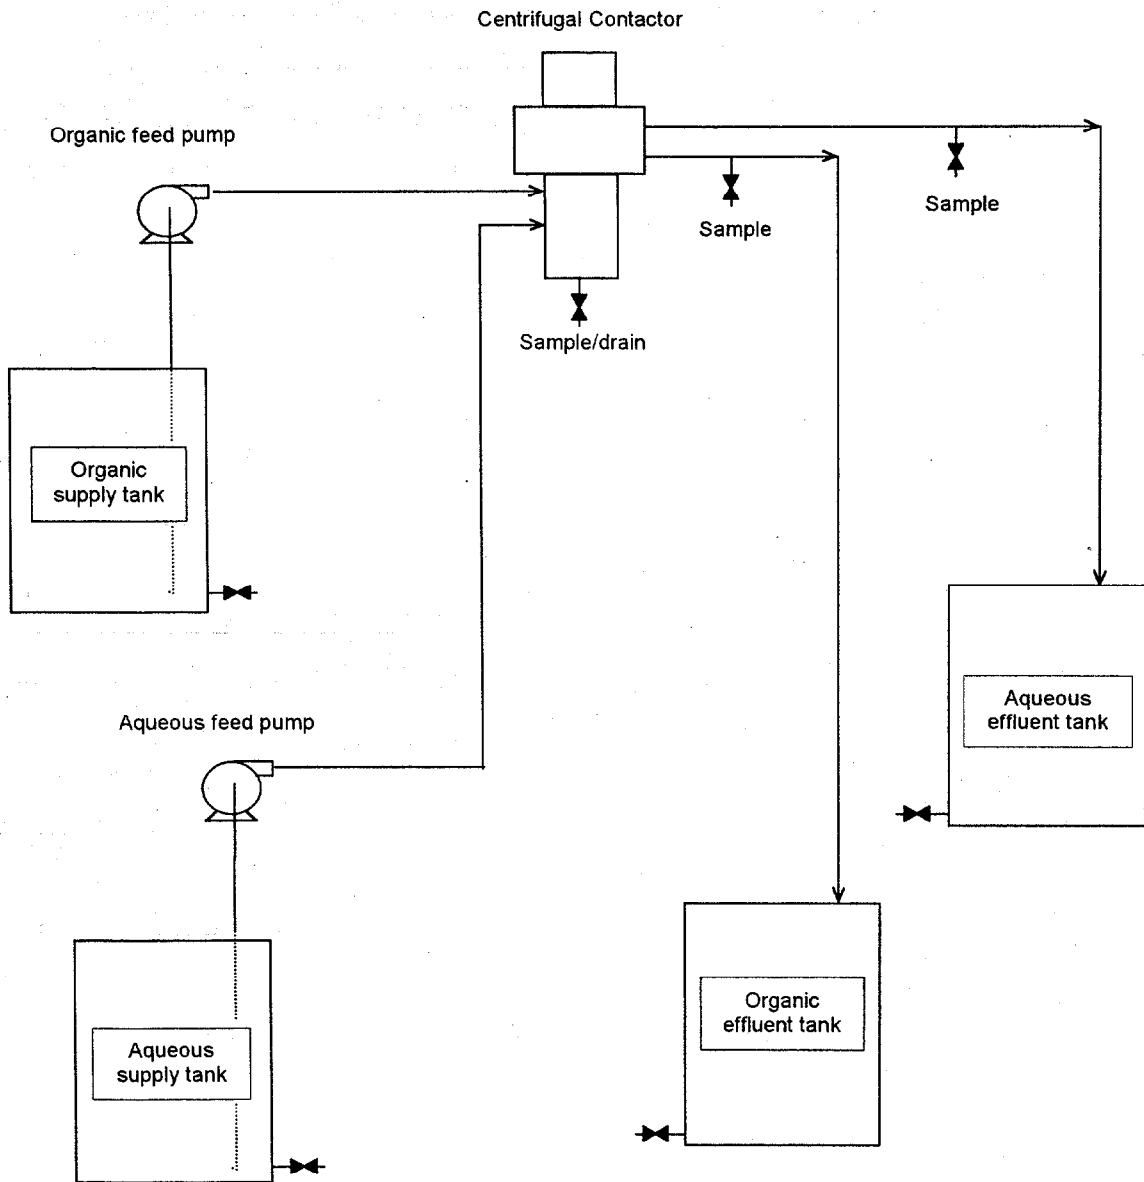 Centrifugal Contactor
Organic feed pump
Sample
Sample
Sample/drain
Organic
supply tank
Aqueous
effluent tank
Aqueous feed pump
Organic
effluent tank
Aqueous
supply tank